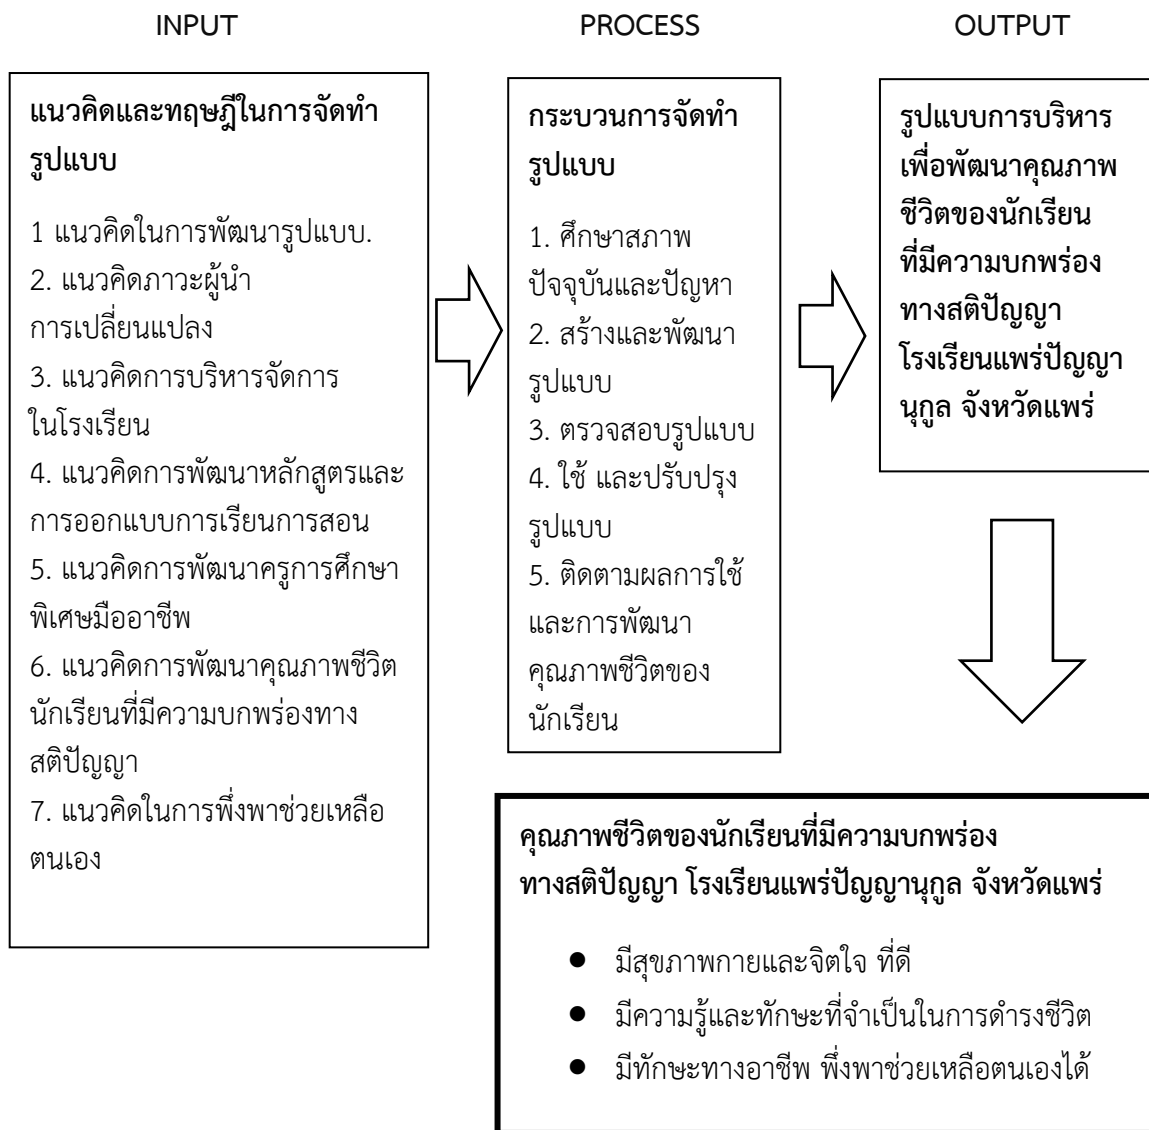 INPUT
PROCESS
OUTPUT
แนวคิดและทฤษฎีในการจัดทำ
รูปแบบ
1 แนวคิดในการพัฒนารูปแบบ.
2. แนวคิดภาวะผู้นำ
การเปลี่ยนแปลง
3. แนวคิดการบริหารจัดการ
ในโรงเรียน
4. แนวคิดการพัฒนาหลักสูตรและ
การออกแบบการเรียนการสอน
5. แนวคิดการพัฒนาครูการศึกษา
พิเศษมืออาชีพ
6. แนวคิดการพัฒนาคุณภาพชีวิต
นักเรียนที่มีความบกพร่องทาง
สติปัญญา
7. แนวคิดในการพึ่งพาช่วยเหลือ
ตนเอง
กระบวนการจัดทำ
รูปแบบ
1. ศึกษาสภาพ
ปัจจุบันและปัญหา
2. สร้างและพัฒนา
รูปแบบ
3. ตรวจสอบรูปแบบ
4. ใช้ และปรับปรุง
รูปแบบ
5. ติดตามผลการใช้
และการพัฒนา
คุณภาพชีวิตของ
นักเรียน
รูปแบบการบริหาร
เพื่อพัฒนาคุณภาพ
ชีวิตของนักเรียน
ที่มีความบกพร่อง
ทางสติปัญญา
โรงเรียนแพร่ปัญญา
นุกูล จังหวัดแพร่
คุณภาพชีวิตของนักเรียนที่มีความบกพร่อง
ทางสติปัญญา โรงเรียนแพร่ปัญญานุกูล จังหวัดแพร่
● มีสุขภาพกายและจิตใจ ที่ดี
● มีความรู้และทักษะที่จำเป็นในการดำรงชีวิต
● มีทักษะทางอาชีพ พึ่งพาช่วยเหลือตนเองได้